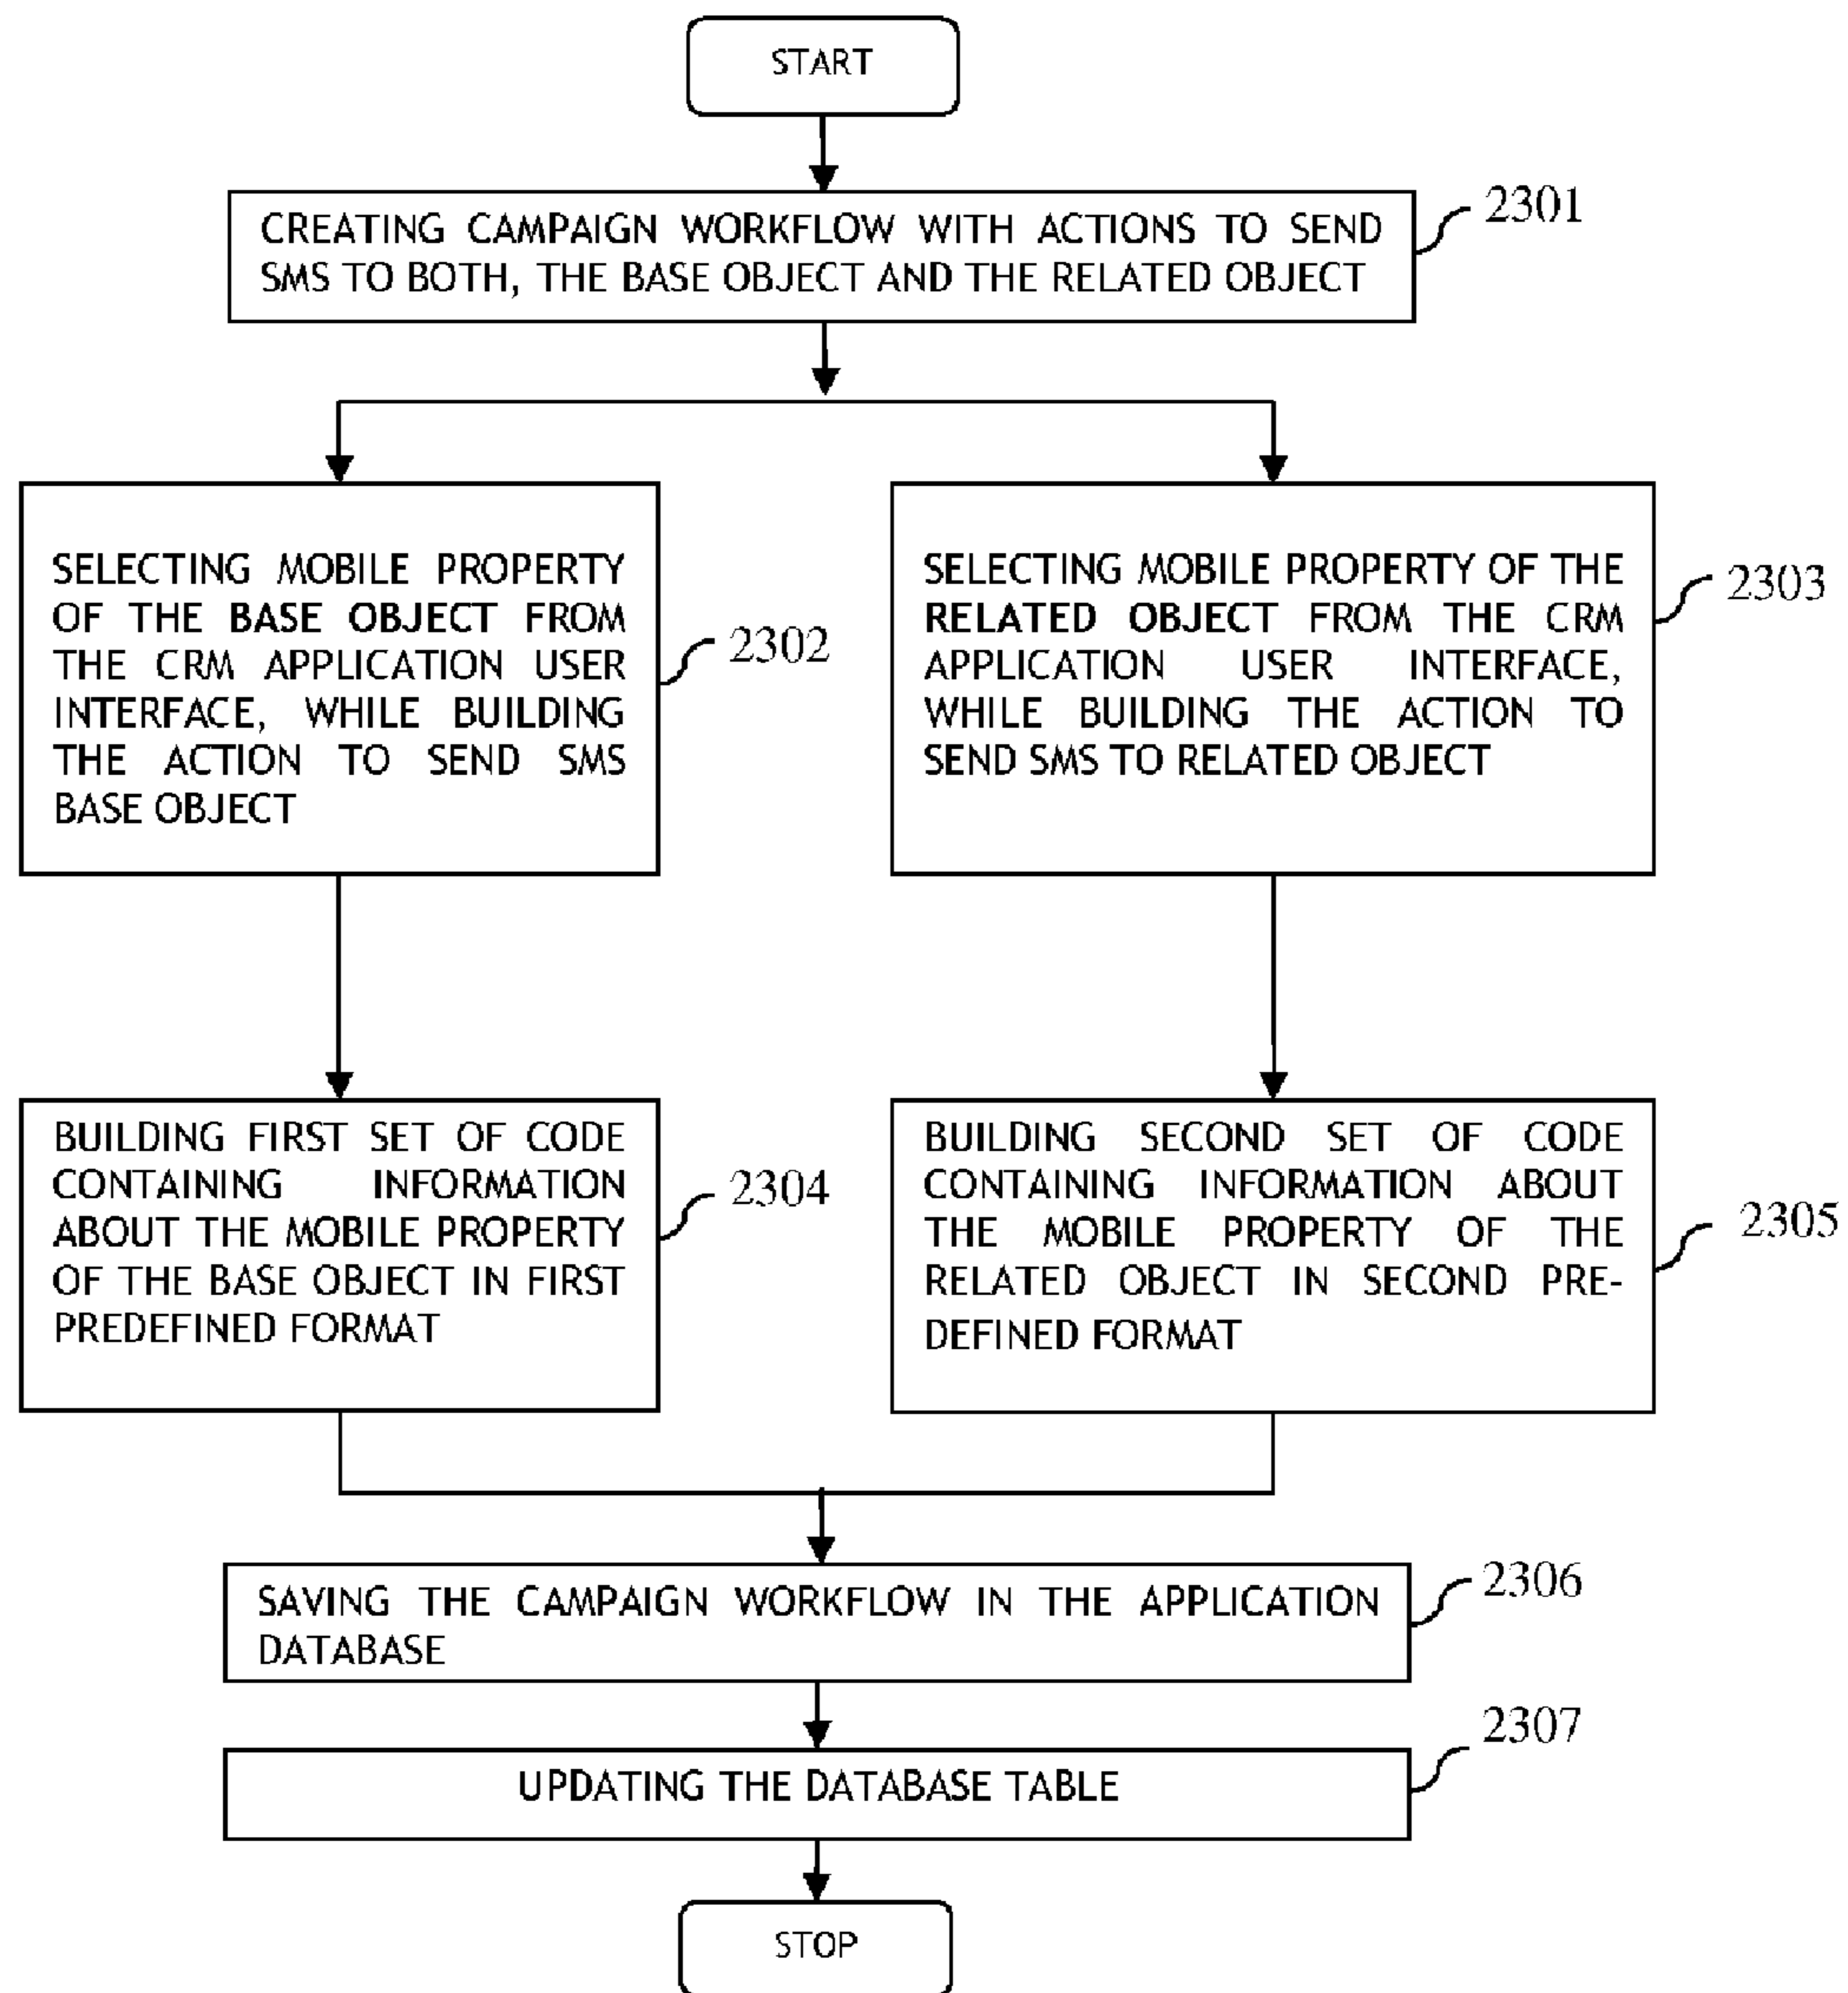 START
CREATING CAMPAIGN WORKFLOW WITH ACTIONS TO SEND
SMS TO BOTH, THE BASE OBJECT AND THE RELATED OBJECT
2301
SELECTING MOBILE PROPERTY
OF THE BASE OBJECT FROM
THE CRM APPLICATION USER
INTERFACE, WHILE BUILDING
THE ACTION TO SEND SMS
BASE OBJECT
2302
SELECTING MOBILE PROPERTY OF THE
RELATED OBJECT FROM THE CRM
APPLICATION USER INTERFACE,
WHILE BUILDING THE ACTION TO
SEND SMS TO RELATED OBJECT
2303
BUILDING FIRST SET OF CODE
CONTAINING INFORMATION
ABOUT THE MOBILE PROPERTY
OF THE BASE OBJECT IN FIRST
PREDEFINED FORMAT
2304
BUILDING SECOND SET OF CODE
CONTAINING INFORMATION ABOUT
THE MOBILE PROPERTY OF THE
RELATED OBJECT IN SECOND PRE-
DEFINED FORMAT
2305
SAVING THE CAMPAIGN WORKFLOW IN THE APPLICATION
DATABASE
2306
UPDATING THE DATABASE TABLE
2307
STOP